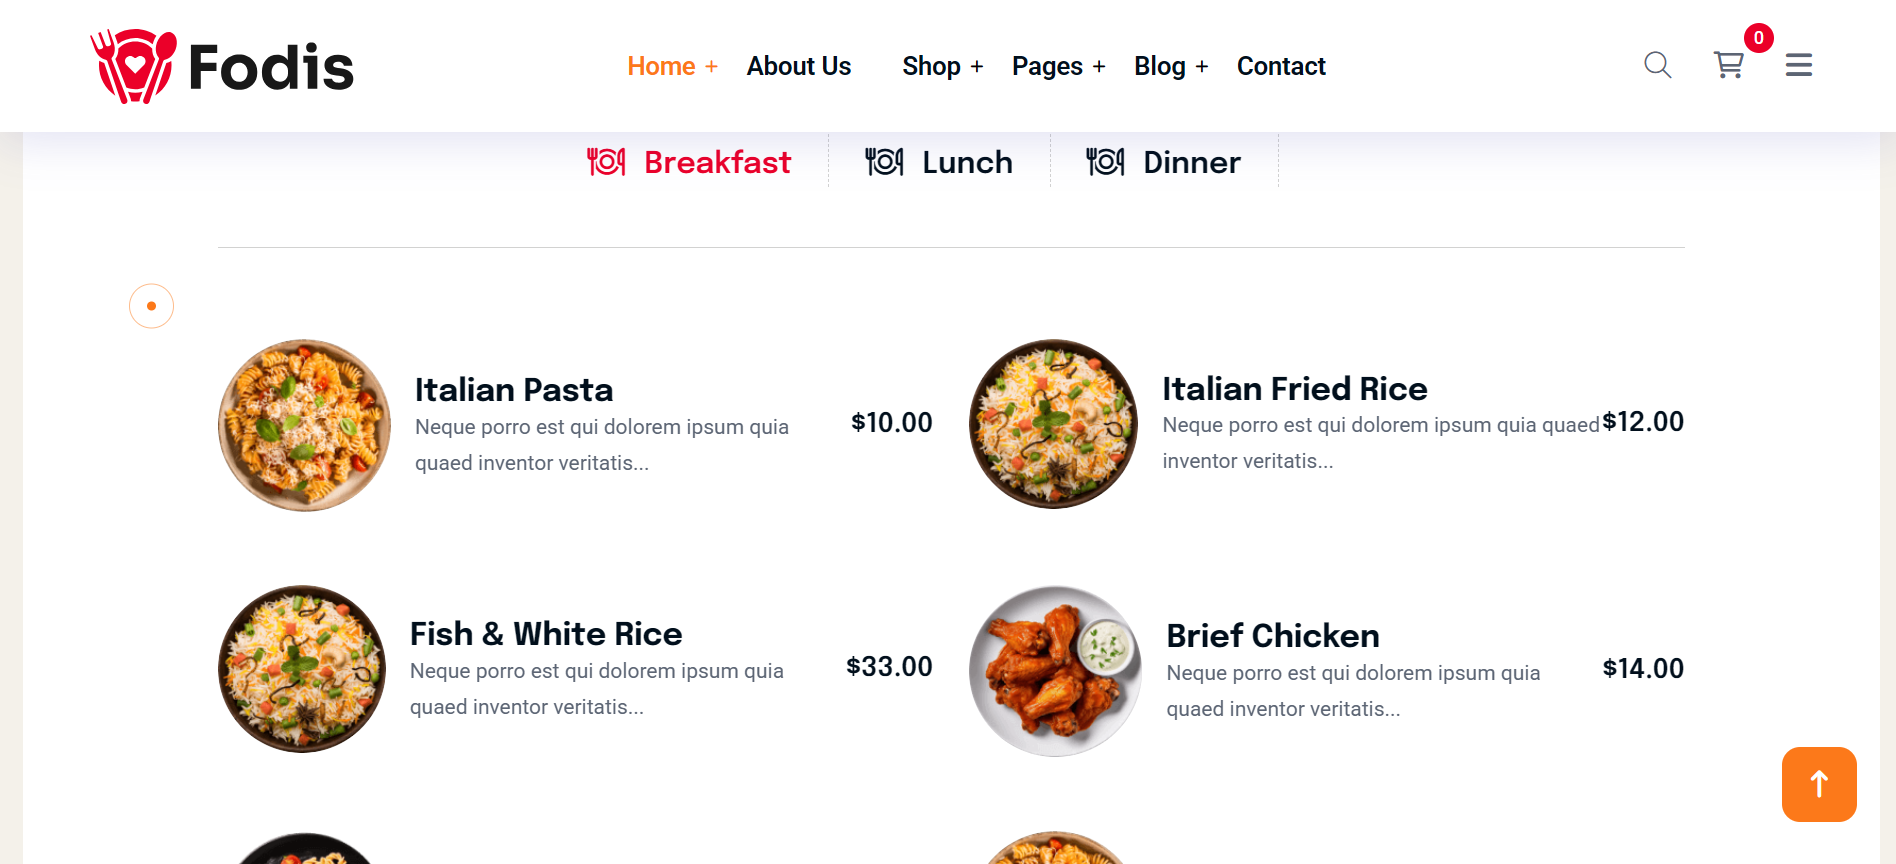 Fodis
Home + About Us Shop + Pages + Blog + Contact
0
Breakfast Lunch Dinner
Italian Pasta
Neque porro est qui dolorem ipsum quia
quaed inventor veritatis...
$10.00
Italian Fried Rice
Neque porro est qui dolorem ipsum quia quaed
inventor veritatis...
$12.00
Fish & White Rice
Neque porro est qui dolorem ipsum quia
quaed inventor veritatis...
$33.00
Brief Chicken
Neque porro est qui dolorem ipsum quia
quaed inventor veritatis...
$14.00